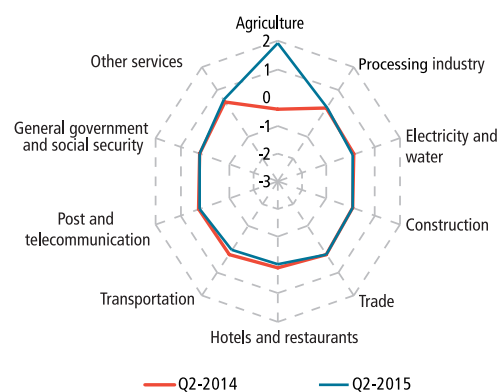 Agriculture
2
1
0
-1
-2
-3
Processing industry
Electricity and
water
Construction
Trade
Hotels and restaurants
Transportation
Post and
telecommunication
General government
and social security
Other services
Q2-2014
Q2-2015